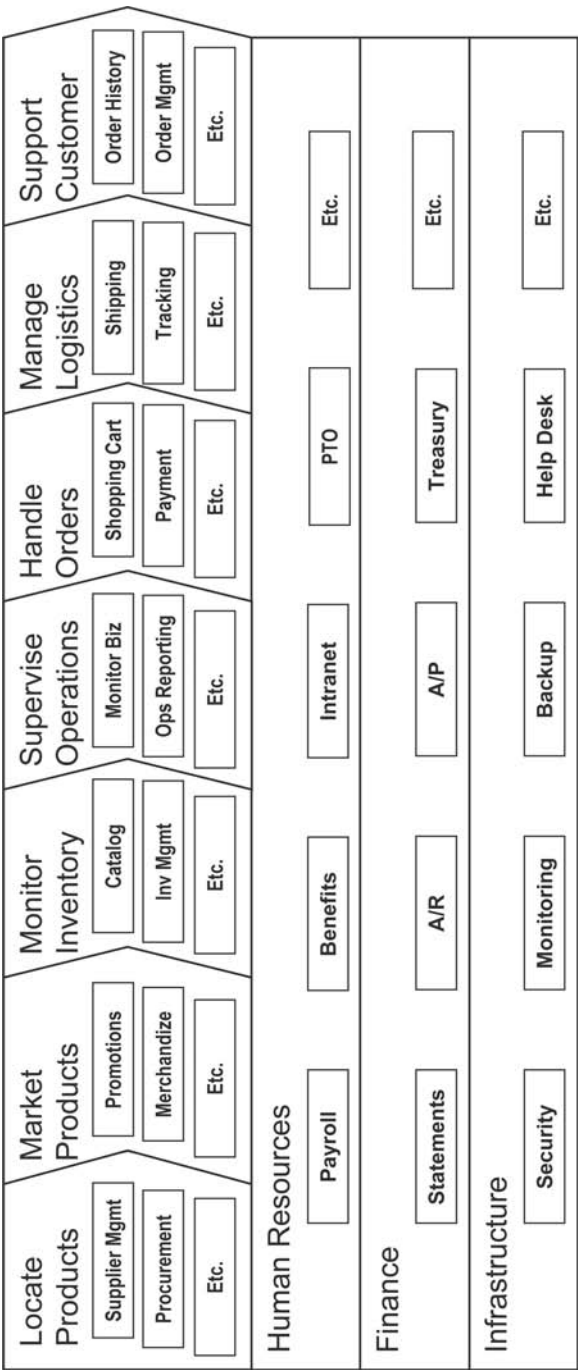 Locate
Products
Supplier Mgmt
Procurement
Etc.
Market
Products
Promotions
Merchandize
Etc.
Monitor
Inventory
Catalog
Inv Mgmt
Etc.
Supervise
Operations
Monitor Biz
Ops Reporting
Etc.
Handle
Orders
Shopping Cart
Payment
Etc.
Manage
Logistics
Shipping
Tracking
Etc.
Support
Customer
Order History
Order Mgmt
Etc.
Human Resources
Payroll
Benefits
Intranet
PTO
Etc.
Finance
Statements
A/R
A/P
Treasury
Etc.
Infrastructure
Security
Monitoring
Backup
Help Desk
Etc.